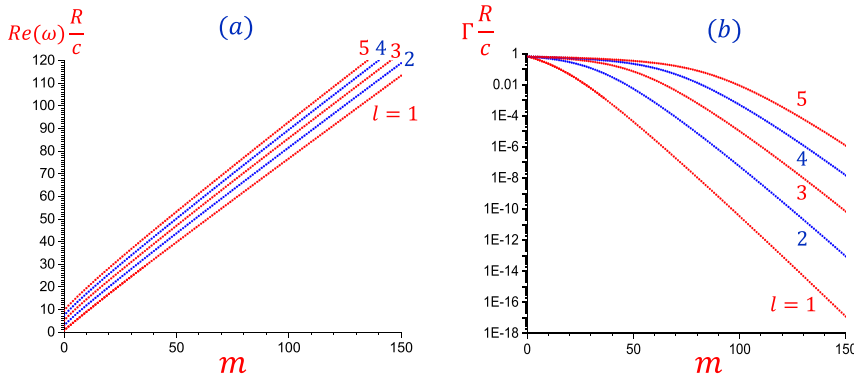 (a)
Re(ω) R/c
5 4 3 2
l = 1
120
110
100
90
80
70
60
50
40
30
20
10
0
0 50 100 150
m
(b)
Γ R/c
1
0.01
1E-4
1E-6
1E-8
1E-10
1E-12
1E-14
1E-16
1E-18
5
4
3
2
l = 1
0 50 100 150
m